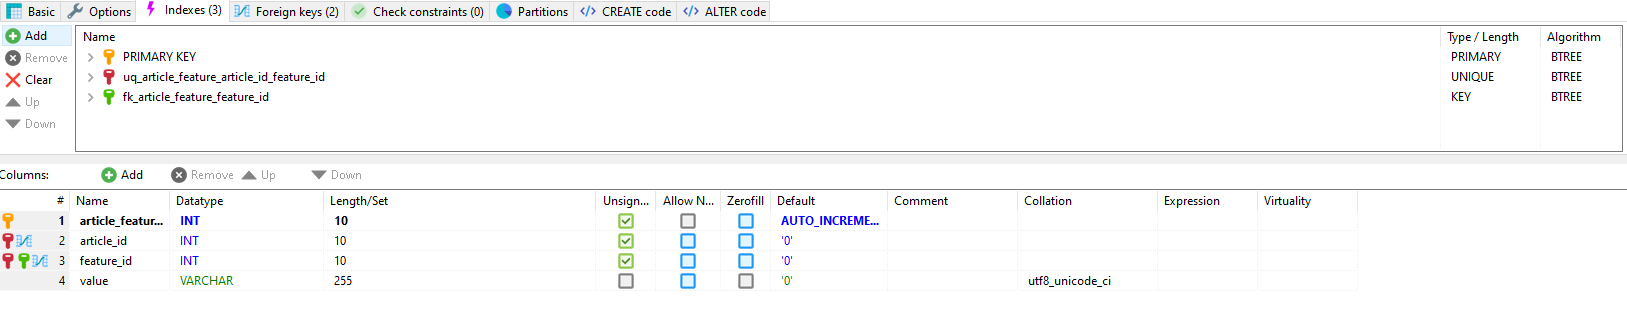 Basic Options Indexes (3) Foreign keys (2) Check constraints (0) Partitions CREATE code ALTER code
Add
Remove
Clear
Up
Down
Name Type / Length Algorithm
PRIMARY KEY PRIMARY BTREE
uq_article_feature_article_id_feature_id UNIQUE BTREE
fk_article_feature_feature_id KEY BTREE
Columns: Add Remove Up Down
# Name Datatype Length/Set Unsign... Allow N... Zerofill Default Comment Collation Expression Virtuality
1 article_featur... INT 10 AUTO_INCREME...
2 article_id INT 10 '0'
3 feature_id INT 10 '0'
4 value VARCHAR 255 '0' utf8_unicode_ci